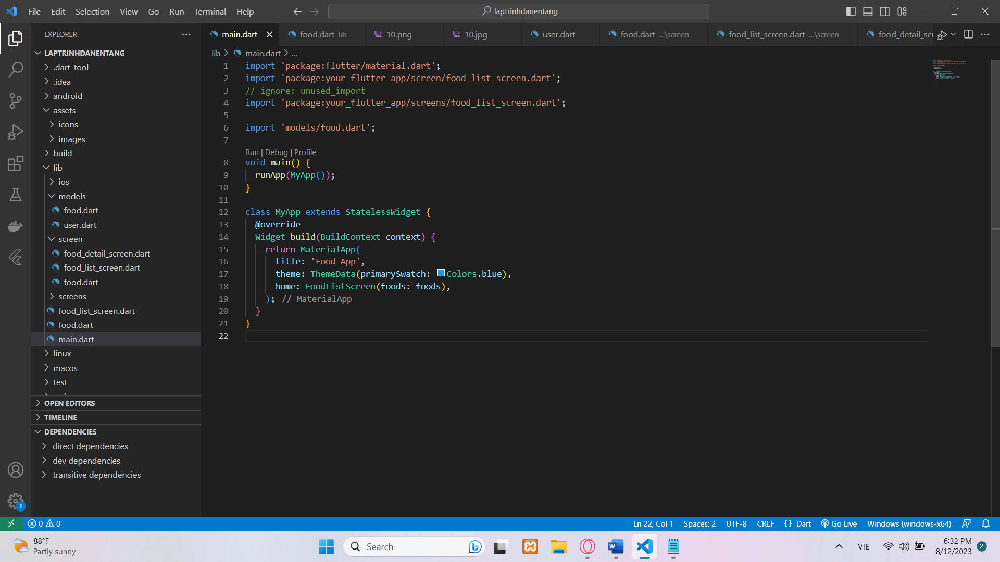 File Edit Selection View Go Run Terminal Help
laptrinhdanentang
EXPLORER
LAPTRINHDANENTANG
.dart_tool
.idea
android
assets
icons
images
build
lib
ios
models
food.dart
user.dart
screen
food_detail_screen.dart
food_list_screen.dart
food.dart
screens
food_list_screen.dart
food.dart
main.dart
linux
macos
test
OPEN EDITORS
TIMELINE
DEPENDENCIES
direct dependencies
dev dependencies
transitive dependencies
1
main.dart food.dart lib 10.png 10.jpg user.dart food.dart ...\screen food_list_screen.dart ...\screen food_detail_scr
lib > main.dart > ...
1 import 'package:flutter/material.dart';
2 import 'package:your_flutter_app/screen/food_list_screen.dart';
3 // ignore: unused_import
4 import 'package:your_flutter_app/screens/food_list_screen.dart';
5
6 import 'models/food.dart';
7
Run | Debug | Profile
8 void main() {
9 runApp(MyApp());
10 }
11
12 class MyApp extends StatelessWidget {
13 @override
14 Widget build(BuildContext context) {
15 return MaterialApp(
16 title: 'Food App',
17 theme: ThemeData(primarySwatch: Colors.blue),
18 home: FoodListScreen(foods: foods),
19 ); // MaterialApp
20 }
21 }
22
0 0
Ln 22, Col 1 Spaces: 2 UTF-8 CRLF {} Dart Go Live Windows (windows-x64)
88°F
Partly sunny
Search
VIE
6:32 PM
8/12/2023
2